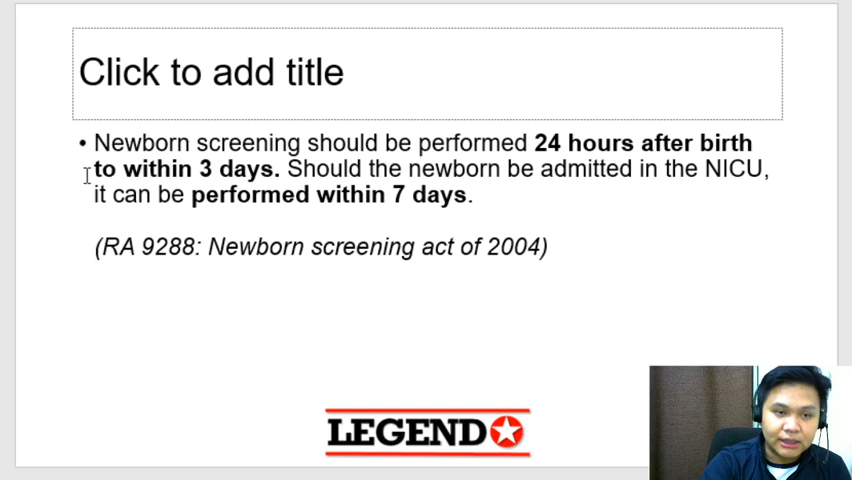 Click to add title
• Newborn screening should be performed 24 hours after birth
to within 3 days. Should the newborn be admitted in the NICU,
it can be performed within 7 days.
(RA 9288: Newborn screening act of 2004)
LEGEND